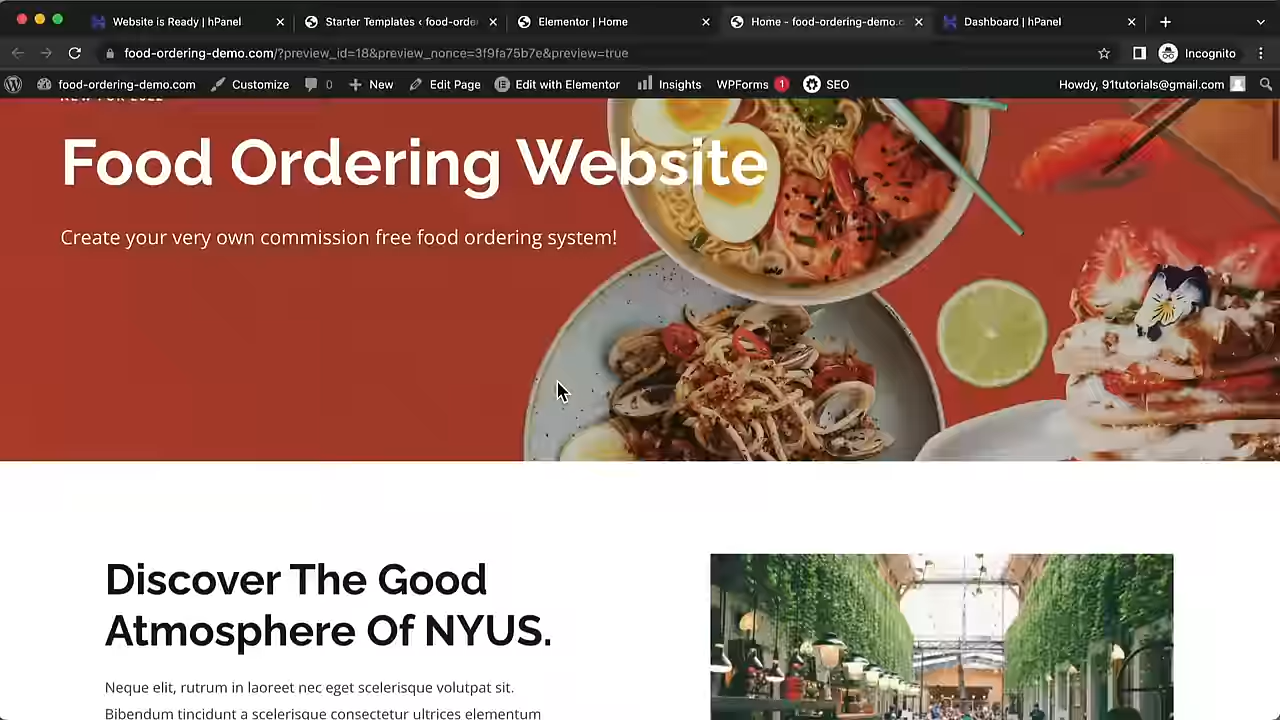 Website is Ready | hPanel
Starter Templates ‹ food-orde
Elementor | Home
Home - food-ordering-demo.c
Dashboard | hPanel
food-ordering-demo.com/?preview_id=18&preview_nonce=3f9fa75b7e&preview=true
Incognito
food-ordering-demo.com
Customize
0
New
Edit Page
Edit with Elementor
Insights
WPForms 1
SEO
Howdy, 91tutorials@gmail.com
NEW FOR 2022
Food Ordering Website
Create your very own commission free food ordering system!
Discover The Good
Atmosphere Of NYUS.
Neque elit, rutrum in laoreet nec eget scelerisque volutpat sit.
Bibendum tincidunt a scelerisque consectetur ultrices elementum